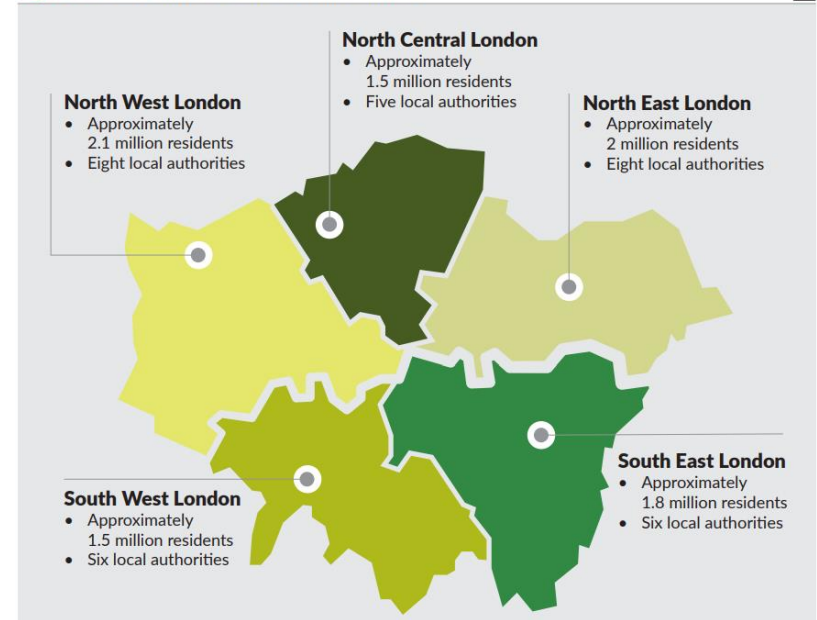 North Central London
• Approximately
1.5 million residents
• Five local authorities
North West London
• Approximately
2.1 million residents
• Eight local authorities
North East London
• Approximately
2 million residents
• Eight local authorities
South East London
• Approximately
1.8 million residents
• Six local authorities
South West London
• Approximately
1.5 million residents
• Six local authorities